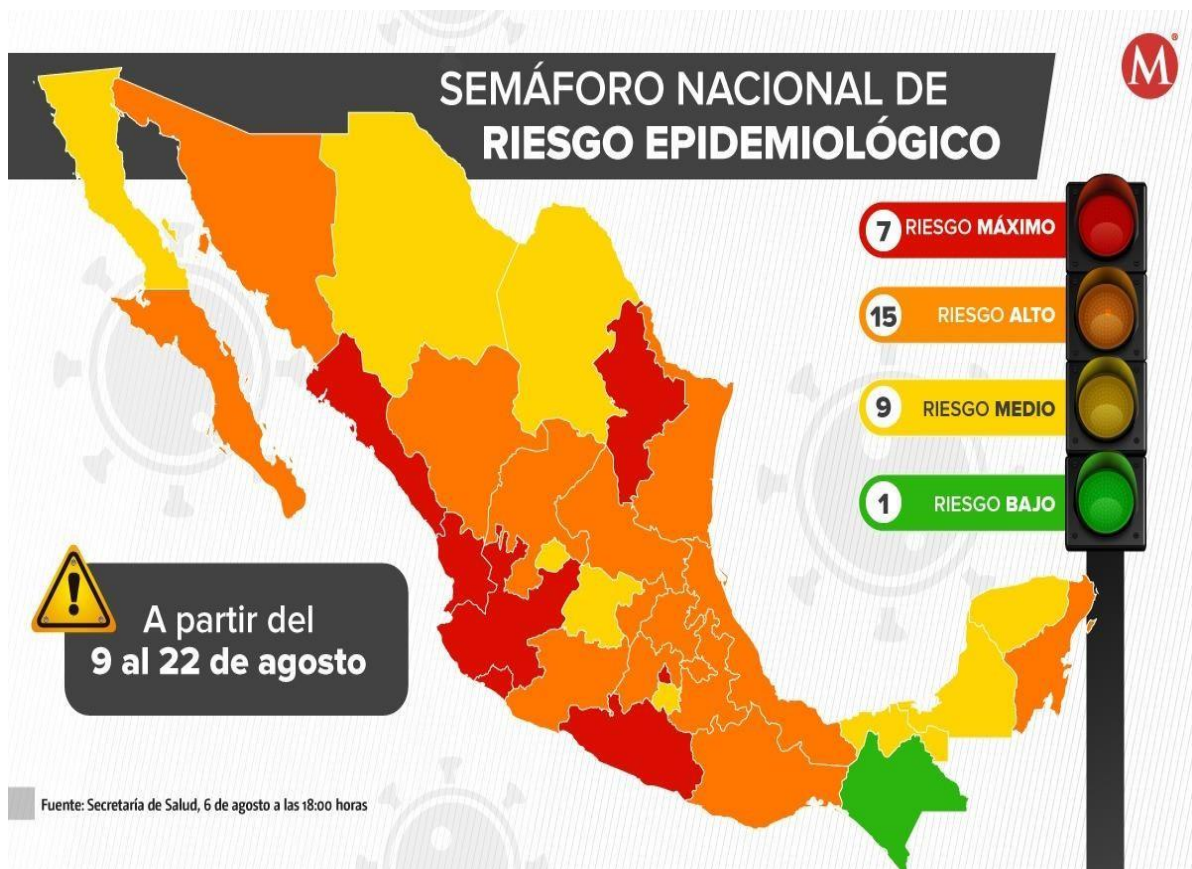 SEMÁFORO NACIONAL DE
RIESGO EPIDEMIOLÓGICO
M
7 RIESGO MÁXIMO
15 RIESGO ALTO
9 RIESGO MEDIO
1 RIESGO BAJO
A partir del
9 al 22 de agosto
Fuente: Secretaría de Salud, 6 de agosto a las 18:00 horas